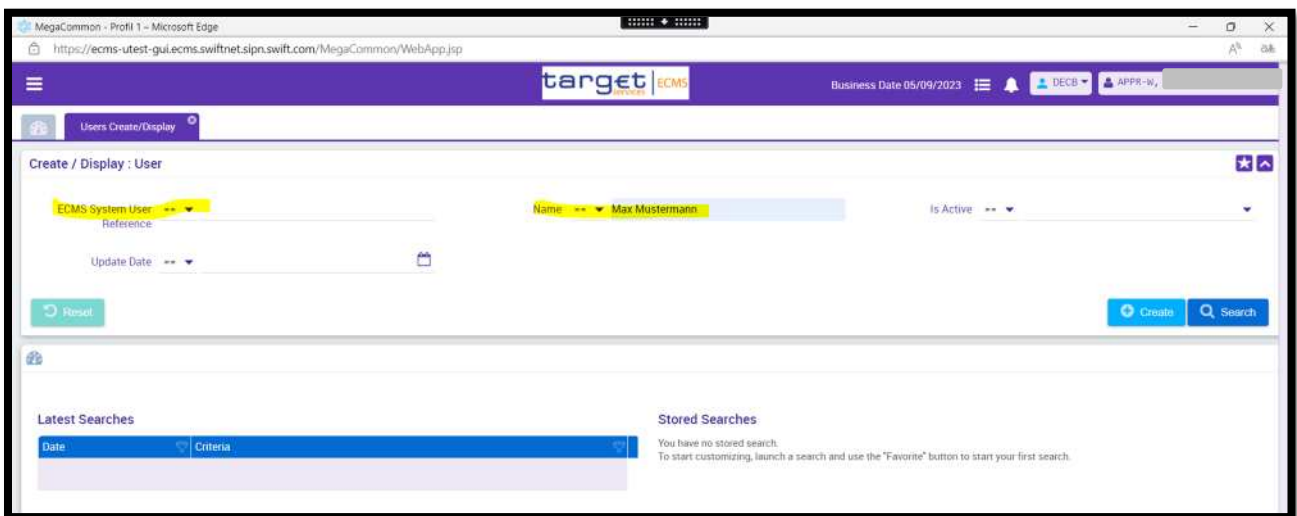 MegaCommon - Profil 1 – Microsoft Edge
https://ecms-utest-gui.ecms.swiftnet.sipn.swift.com/MegaCommon/WebApp.jsp
target services | ECMS
Business Date 05/09/2023 DECB APPR-W,
Users Create/Display
Create / Display : User
ECMS System User Reference == Name == Max Mustermann Is Active ==
Update Date ==
Reset Create Search
Latest Searches Stored Searches
Date Criteria
You have no stored search.
To start customizing, launch a search and use the "Favorite" button to start your first search.